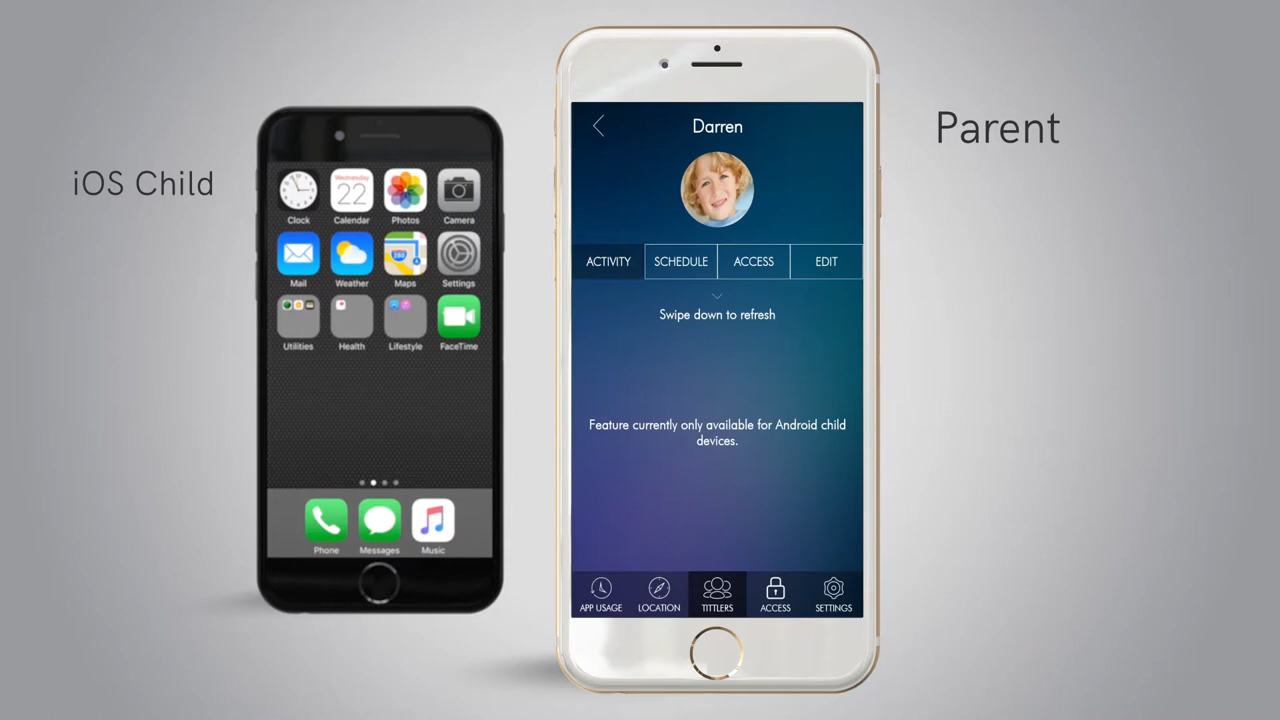 iOS Child
Parent
Wednesday
22
Clock
Calendar
Photos
Camera
280
Mail
Weather
Maps
Settings
Utilities
Health
Lifestyle
FaceTime
Phone
Messages
Music
Darren
ACTIVITY
SCHEDULE
ACCESS
EDIT
Swipe down to refresh
Feature currently only available for Android child
devices.
APP USAGE
LOCATION
TITTLERS
ACCESS
SETTINGS